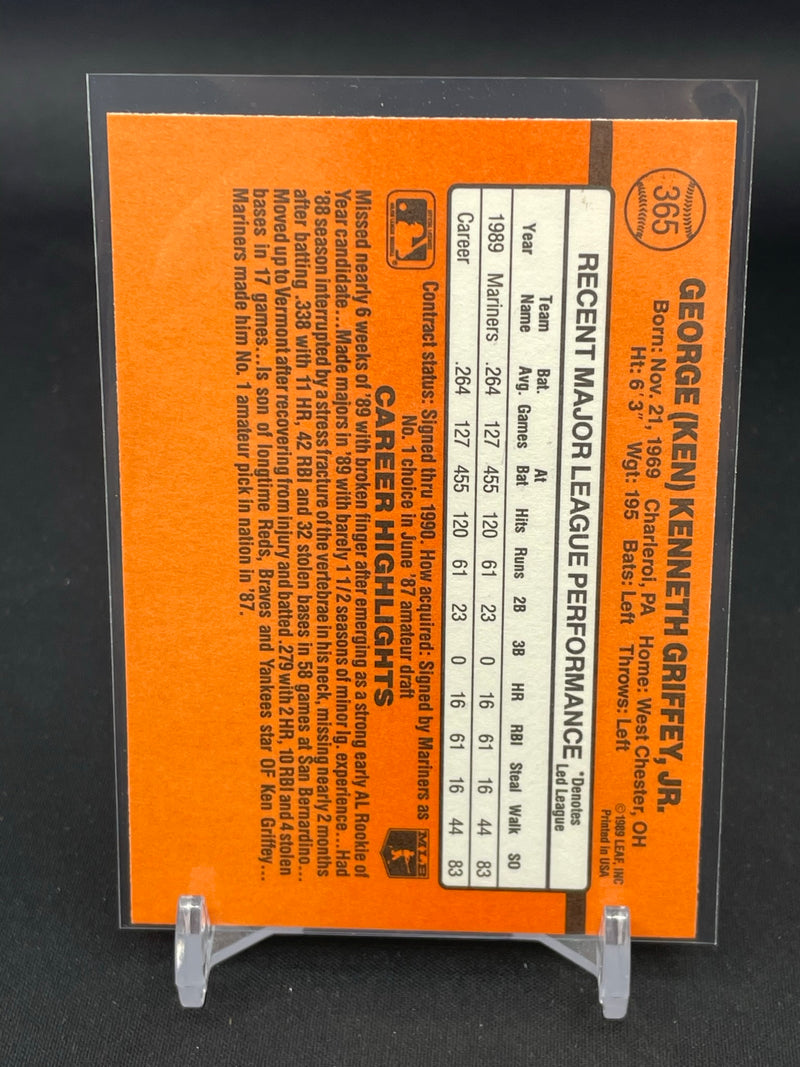 365
GEORGE (KEN) KENNETH GRIFFEY, JR.
Born: Nov. 21, 1969 Charleroi, PA Home: West Chester, OH
Ht: 6' 3" Wgt: 195 Bats: Left Throws: Left
©1989 LEAF, INC
Printed in USA
RECENT MAJOR LEAGUE PERFORMANCE
*Denotes
Led League
Year Team Name Bat. Avg. Games At Bat Hits Runs 2B 3B HR RBI Steal Walk SO
1989 Mariners .264 127 455 120 61 23 0 16 61 16 44 83
Career .264 127 455 120 61 23 0 16 61 16 44 83
Contract status: Signed thru 1990. How acquired: Signed by Mariners as
No. 1 choice in June '87 amateur draft
MLB
CAREER HIGHLIGHTS
Missed nearly 6 weeks of '89 with broken finger after emerging as a strong early AL Rookie of
Year candidate...Made majors in '89 with barely 1 1/2 seasons of minor lg. experience...Had
'88 season interrupted by a stress fracture of the vertebrae in his neck, missing nearly 2 months
after batting .338 with 11 HR, 42 RBI and 32 stolen bases in 58 games at San Bernardino...
Moved up to Vermont after recovering from injury and batted .279 with 2 HR, 10 RBI and 4 stolen
bases in 17 games...Is son of longtime Reds, Braves and Yankees star OF Ken Griffey...
Mariners made him No. 1 amateur pick in nation in '87.